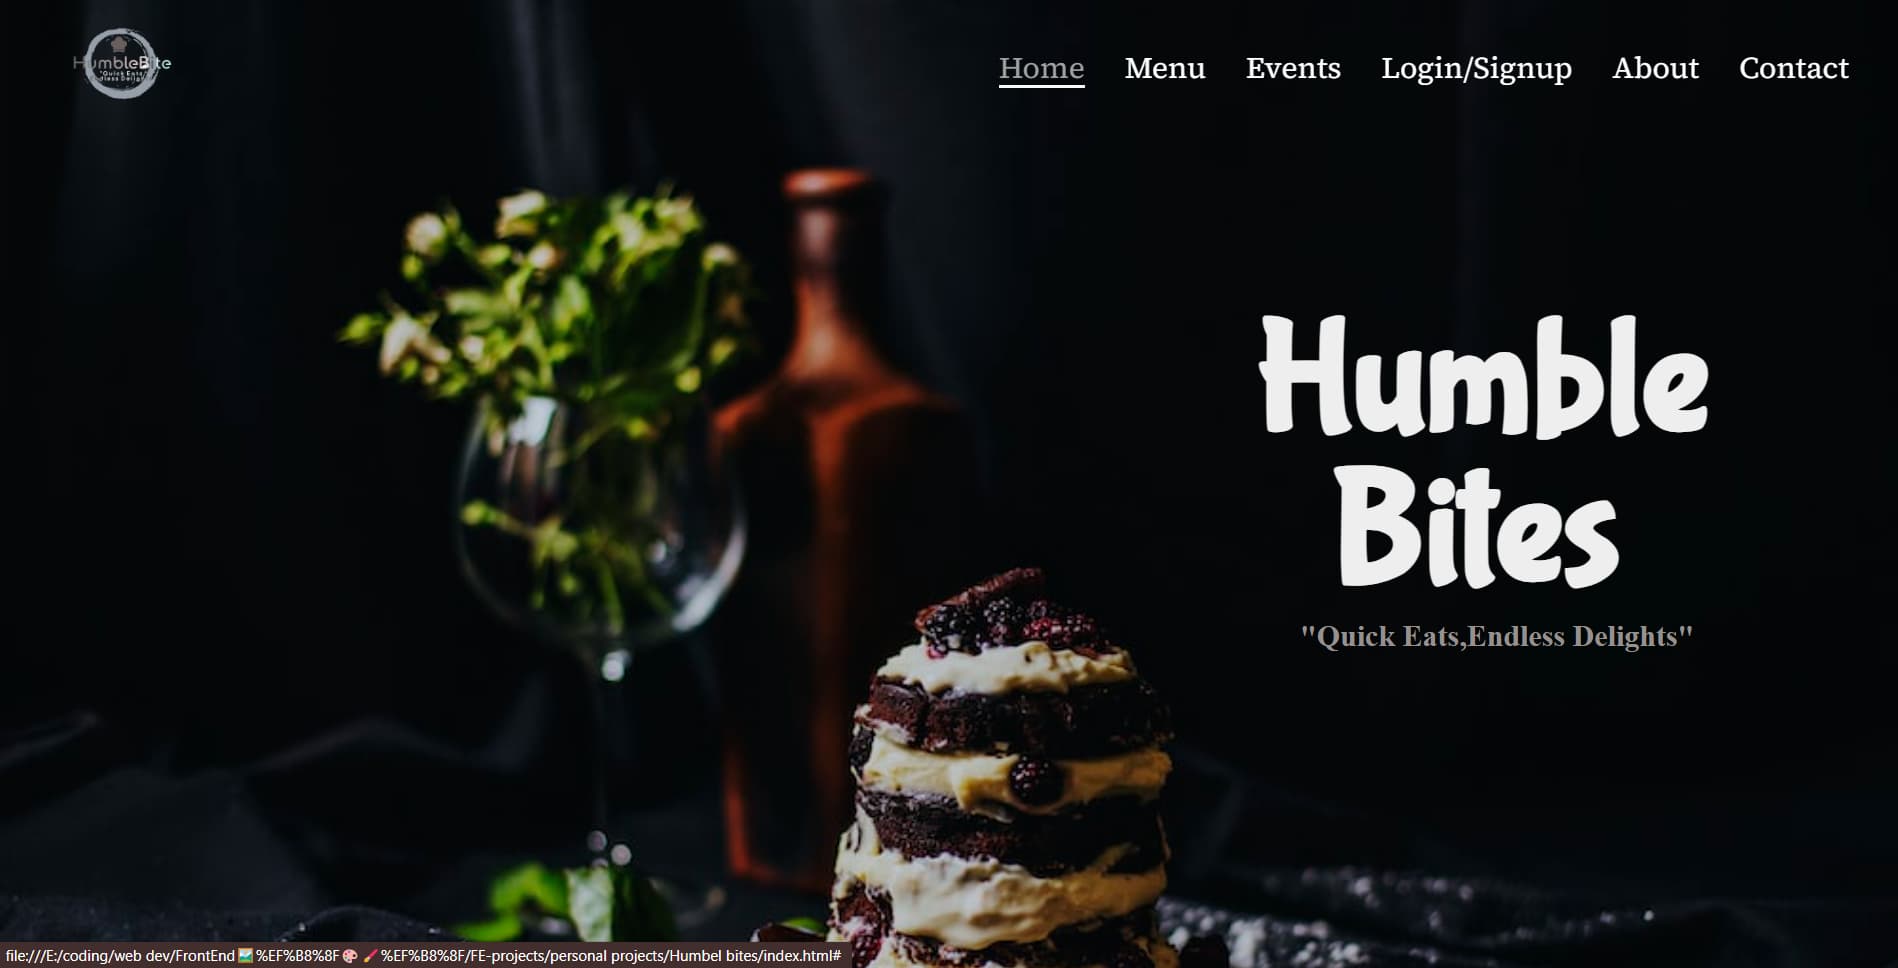 HumbleBite
"Quick Eats,
Endless Delight
Home Menu Events Login/Signup About Contact
Humble
Bites
"Quick Eats,Endless Delights"
file:///E:/coding/web dev/FrontEnd🖼️%EF%B8%8F🎨🖌️%EF%B8%8F/FE-projects/personal projects/Humbel bites/index.html#